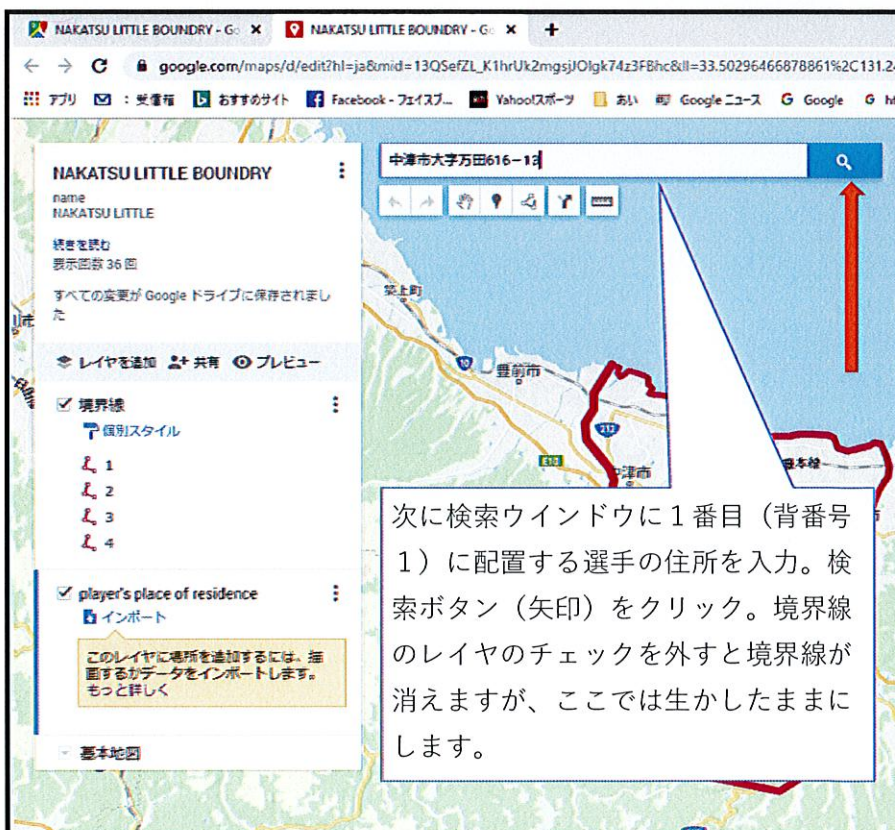 NAKATSU LITTLE BOUNDRY - Go
NAKATSU LITTLE BOUNDRY - G
google.com/maps/d/edit?hl=ja&mid=13QSefZL_K1hrUk2mgsjJOlgk74z3FBhc&ll=33.50296466878861%2C131.24
アプリ
: 受信箱
おすすめサイト
Facebook - フェイスブ...
Yahoo!スポーツ
占い
Google ニュース
Google
NAKATSU LITTLE BOUNDRY
name
NAKATSU LITTLE
続きを読む
表示回数 36 回
すべての変更が Google ドライブに保存されまし
た
レイヤを追加 共有 プレビュー
境界線
個別スタイル
1
2
3
4
player's place of residence
インポート
このレイヤに場所を追加するには、描
画するかデータをインポートします。
もっと詳しく
基本地図
中津市大字万田616－13
築上町
10
豊前市
212
E10
中津市
次に検索ウインドウに１番目（背番号
１）に配置する選手の住所を入力。検
索ボタン（矢印）をクリック。境界線
のレイヤのチェックを外すと境界線が
消えますが、ここでは生かしたままに
します。